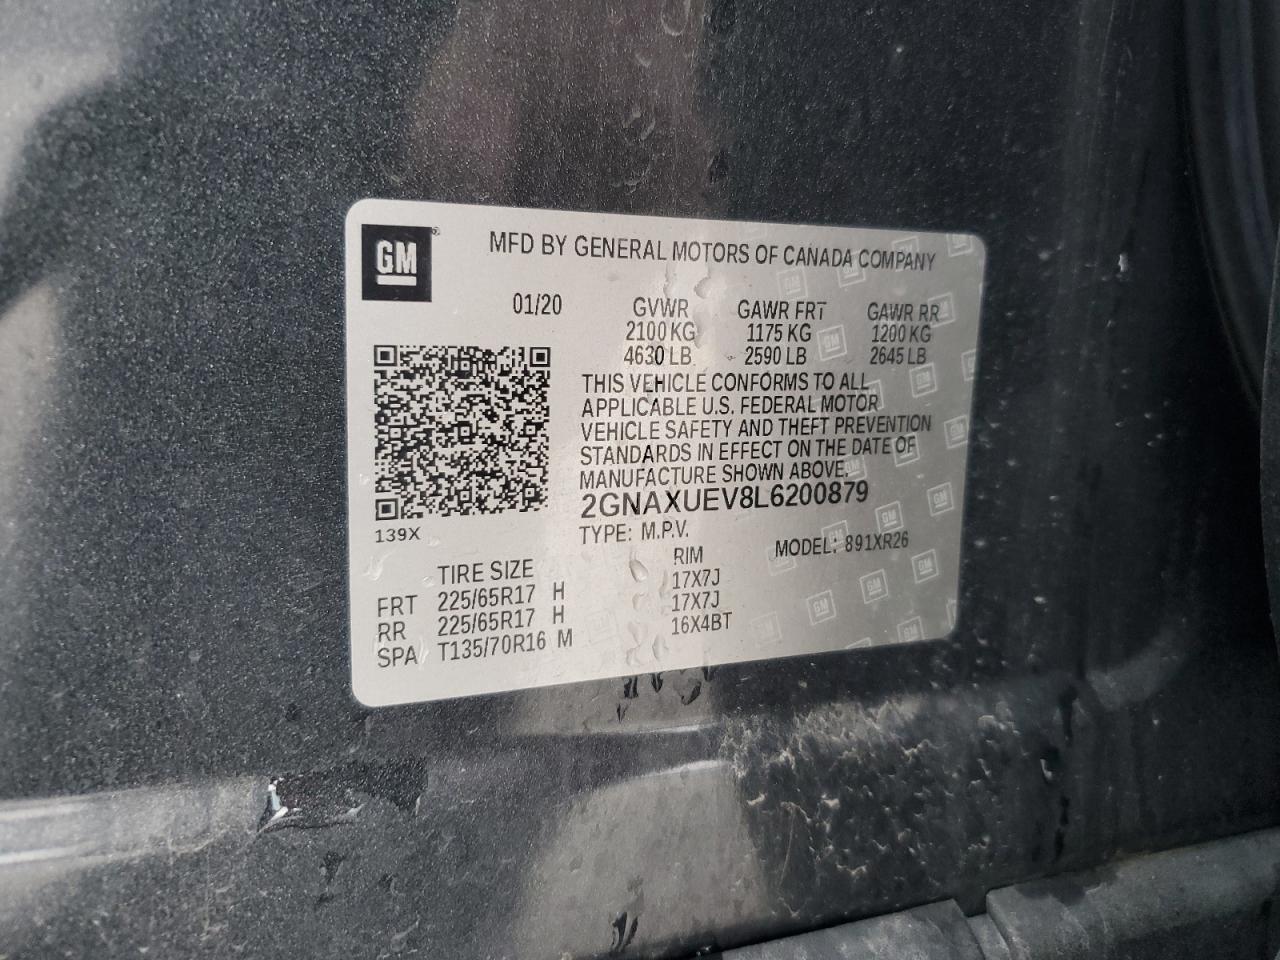 GM
MFD BY GENERAL MOTORS OF CANADA COMPANY
01/20
GVWR GAWR FRT GAWR RR
2100 KG 1175 KG 1200 KG
4630 LB 2590 LB 2645 LB
THIS VEHICLE CONFORMS TO ALL
APPLICABLE U.S. FEDERAL MOTOR
VEHICLE SAFETY AND THEFT PREVENTION
STANDARDS IN EFFECT ON THE DATE OF
MANUFACTURE SHOWN ABOVE.
2GNAXUEV8L6200879
139X
TYPE: M.P.V. MODEL: 891XR26
TIRE SIZE RIM
FRT 225/65R17 H 17X7J
RR 225/65R17 H 17X7J
SPA T135/70R16 M 16X4BT